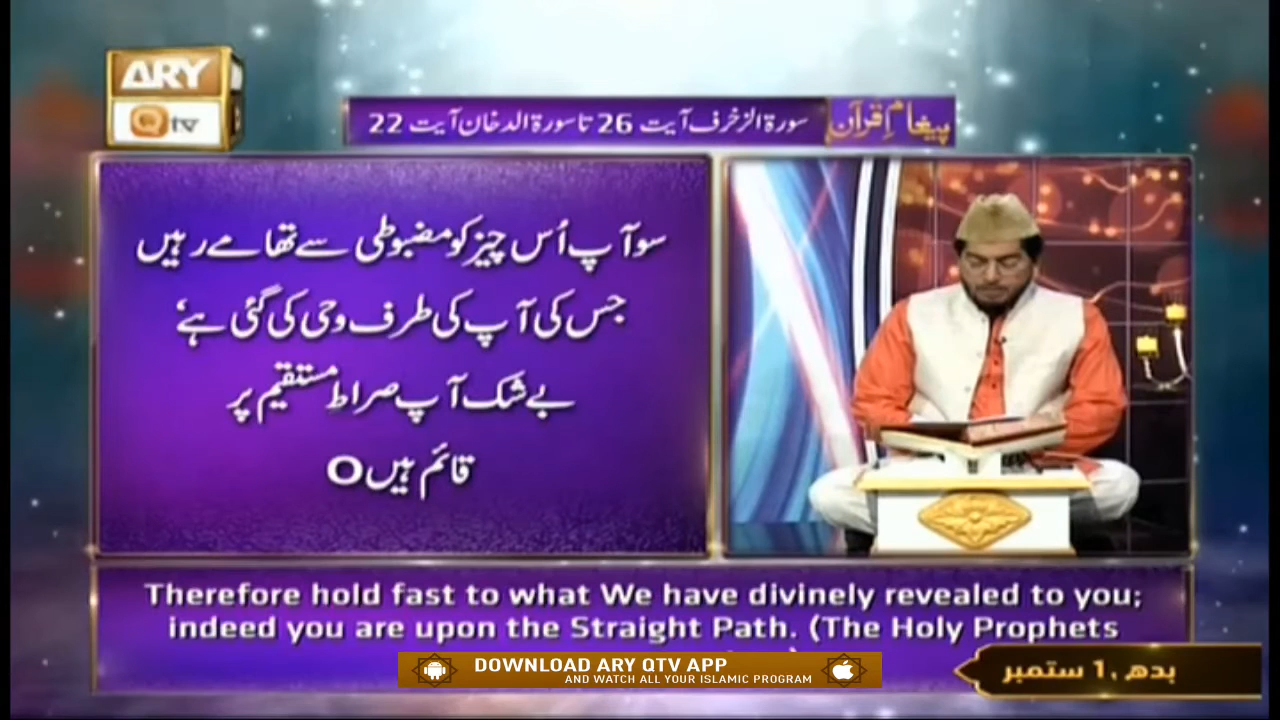 ARY
Qtv
پیغامِ قرآن
سورۃ الزخرف آیت 26 تا سورۃ الدخان آیت 22
سو آپ اُس چیز کو مضبوطی سے تھامے رہیں
جس کی آپ کی طرف وحی کی گئی ہے،
بے شک آپ صراط مستقیم پر
قائم ہیںO
Therefore hold fast to what We have divinely revealed to you;
indeed you are upon the Straight Path. (The Holy Prophets
DOWNLOAD ARY QTV APP
AND WATCH ALL YOUR ISLAMIC PROGRAM
بدھ ,1 ستمبر